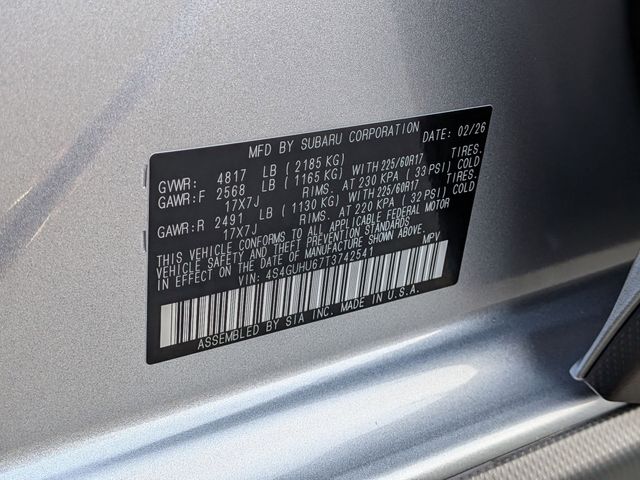 MFD BY SUBARU CORPORATION DATE: 02/26
GVWR: 4817 LB (2185 KG)
GAWR:F 2568 LB (1165 KG) WITH 225/60R17 TIRES.
17X7J RIMS. AT 230 KPA (33 PSI) COLD
GAWR:R 2491 LB (1130 KG) WITH 225/60R17 TIRES.
17X7J RIMS. AT 220 KPA (32 PSI) COLD
THIS VEHICLE CONFORMS TO ALL APPLICABLE FEDERAL MOTOR
VEHICLE SAFETY AND THEFT PREVENTION STANDARDS IN
EFFECT ON THE DATE OF MANUFACTURE SHOWN ABOVE.
VIN: 4S4GUHU67T3742541 MPV
ASSEMBLED BY SIA INC. MADE IN U.S.A.